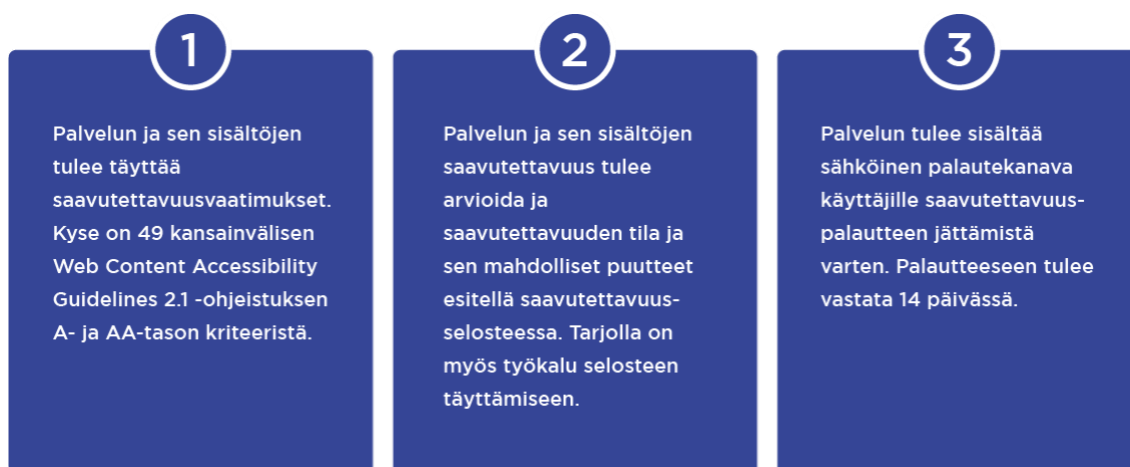 1
Palvelun ja sen sisältöjen
tulee täyttää
saavutettavuusvaatimukset.
Kyse on 49 kansainvälisen
Web Content Accessibility
Guidelines 2.1 -ohjeistuksen
A- ja AA-tason kriteeristä.
2
Palvelun ja sen sisältöjen
saavutettavuus tulee
arvioida ja
saavutettavuuden tila ja
sen mahdolliset puutteet
esitellä saavutettavuus-
selosteessa. Tarjolla on
myös työkalu selosteen
täyttämiseen.
3
Palvelun tulee sisältää
sähköinen palautekanava
käyttäjille saavutettavuus-
palautteen jättämistä
varten. Palautteeseen tulee
vastata 14 päivässä.